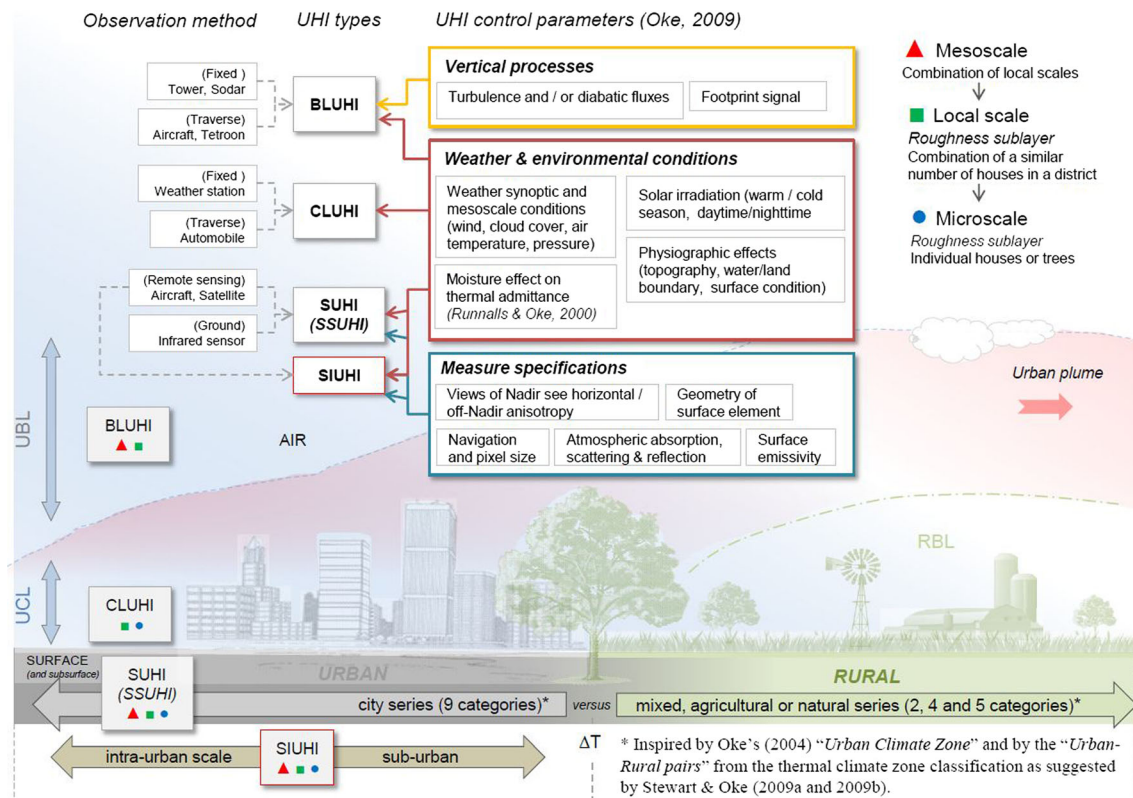 Observation method
UHI types
UHI control parameters (Oke, 2009)
(Fixed )
Tower, Sodar
(Traverse)
Aircraft, Tetroon
BLUHI
(Fixed)
Weather station
(Traverse)
Automobile
CLUHI
(Remote sensing)
Aircraft, Satellite
(Ground)
Infrared sensor
SUHI
(SSUHI)
SIUHI
Vertical processes
Turbulence and / or diabatic fluxes
Footprint signal
Weather & environmental conditions
Weather synoptic and
mesoscale conditions
(wind, cloud cover, air
temperature, pressure)
Solar irradiation (warm / cold
season, daytime/nighttime
Moisture effect on
thermal admittance
(Runnalls & Oke, 2000)
Physiographic effects
(topography, water/land
boundary, surface condition)
Measure specifications
Views of Nadir see horizontal /
off-Nadir anisotropy
Geometry of
surface element
Navigation
and pixel size
Atmospheric absorption,
scattering & reflection
Surface
emissivity
Mesoscale
Combination of local scales
Local scale
Roughness sublayer
Combination of a similar
number of houses in a district
Microscale
Roughness sublayer
Individual houses or trees
Urban plume
UBL
BLUHI
AIR
RBL
UCL
CLUHI
SURFACE
(and subsurface)
SUHI
(SSUHI)
URBAN
RURAL
city series (9 categories)*
versus
mixed, agricultural or natural series (2, 4 and 5 categories)*
intra-urban scale
SIUHI
sub-urban
ΔT
* Inspired by Oke's (2004) "Urban Climate Zone" and by the "Urban-
Rural pairs" from the thermal climate zone classification as suggested
by Stewart & Oke (2009a and 2009b).